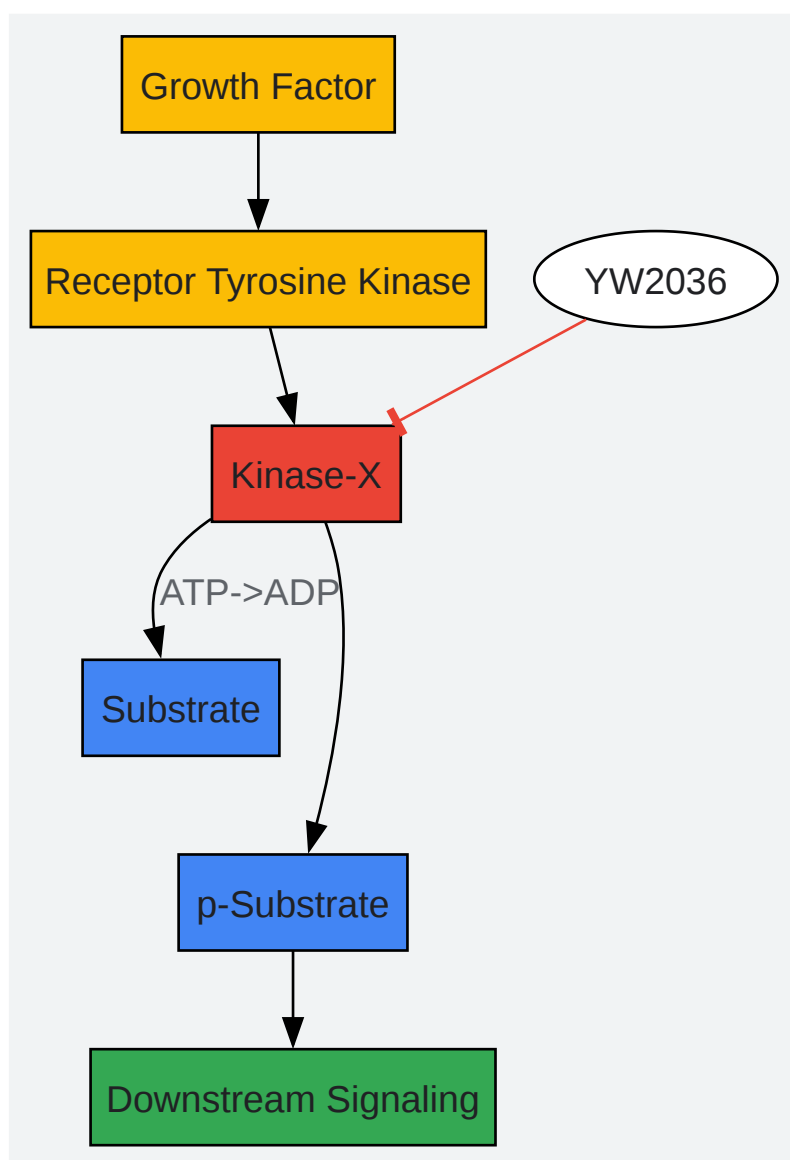 Growth Factor
Receptor Tyrosine Kinase
YW2036
Kinase-X
ATP->ADP
Substrate
p-Substrate
Downstream Signaling